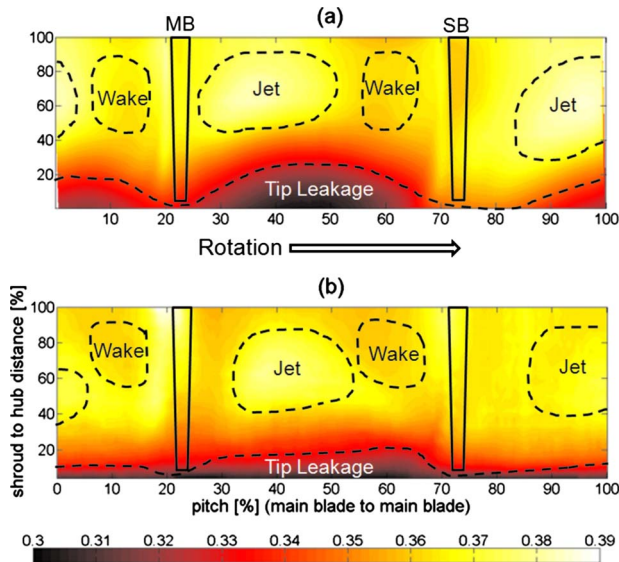 (a)
MB SB
100
80
60
40
20
Wake Jet Wake Jet
Tip Leakage
10 20 30 40 50 60 70 80 90 100
Rotation
(b)
shroud to hub distance [%]
100
80
60
40
20
Wake Jet Wake Jet
Tip Leakage
0 10 20 30 40 50 60 70 80 90 100
pitch [%] (main blade to main blade)
0.3 0.31 0.32 0.33 0.34 0.35 0.36 0.37 0.38 0.39